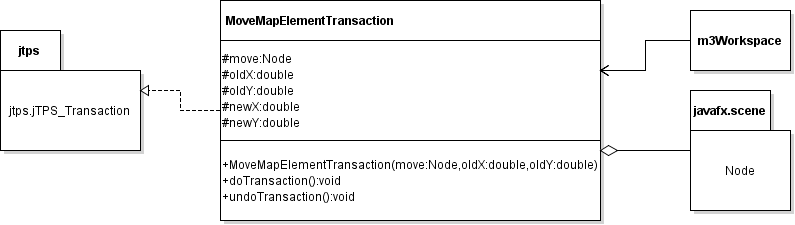 jtps
jtps.jTPS_Transaction
MoveMapElementTransaction
#move:Node
#oldX:double
#oldY:double
#newX:double
#newY:double
+MoveMapElementTransaction(move:Node,oldX:double,oldY:double)
+doTransaction():void
+undoTransaction():void
m3Workspace
javafx.scene
Node